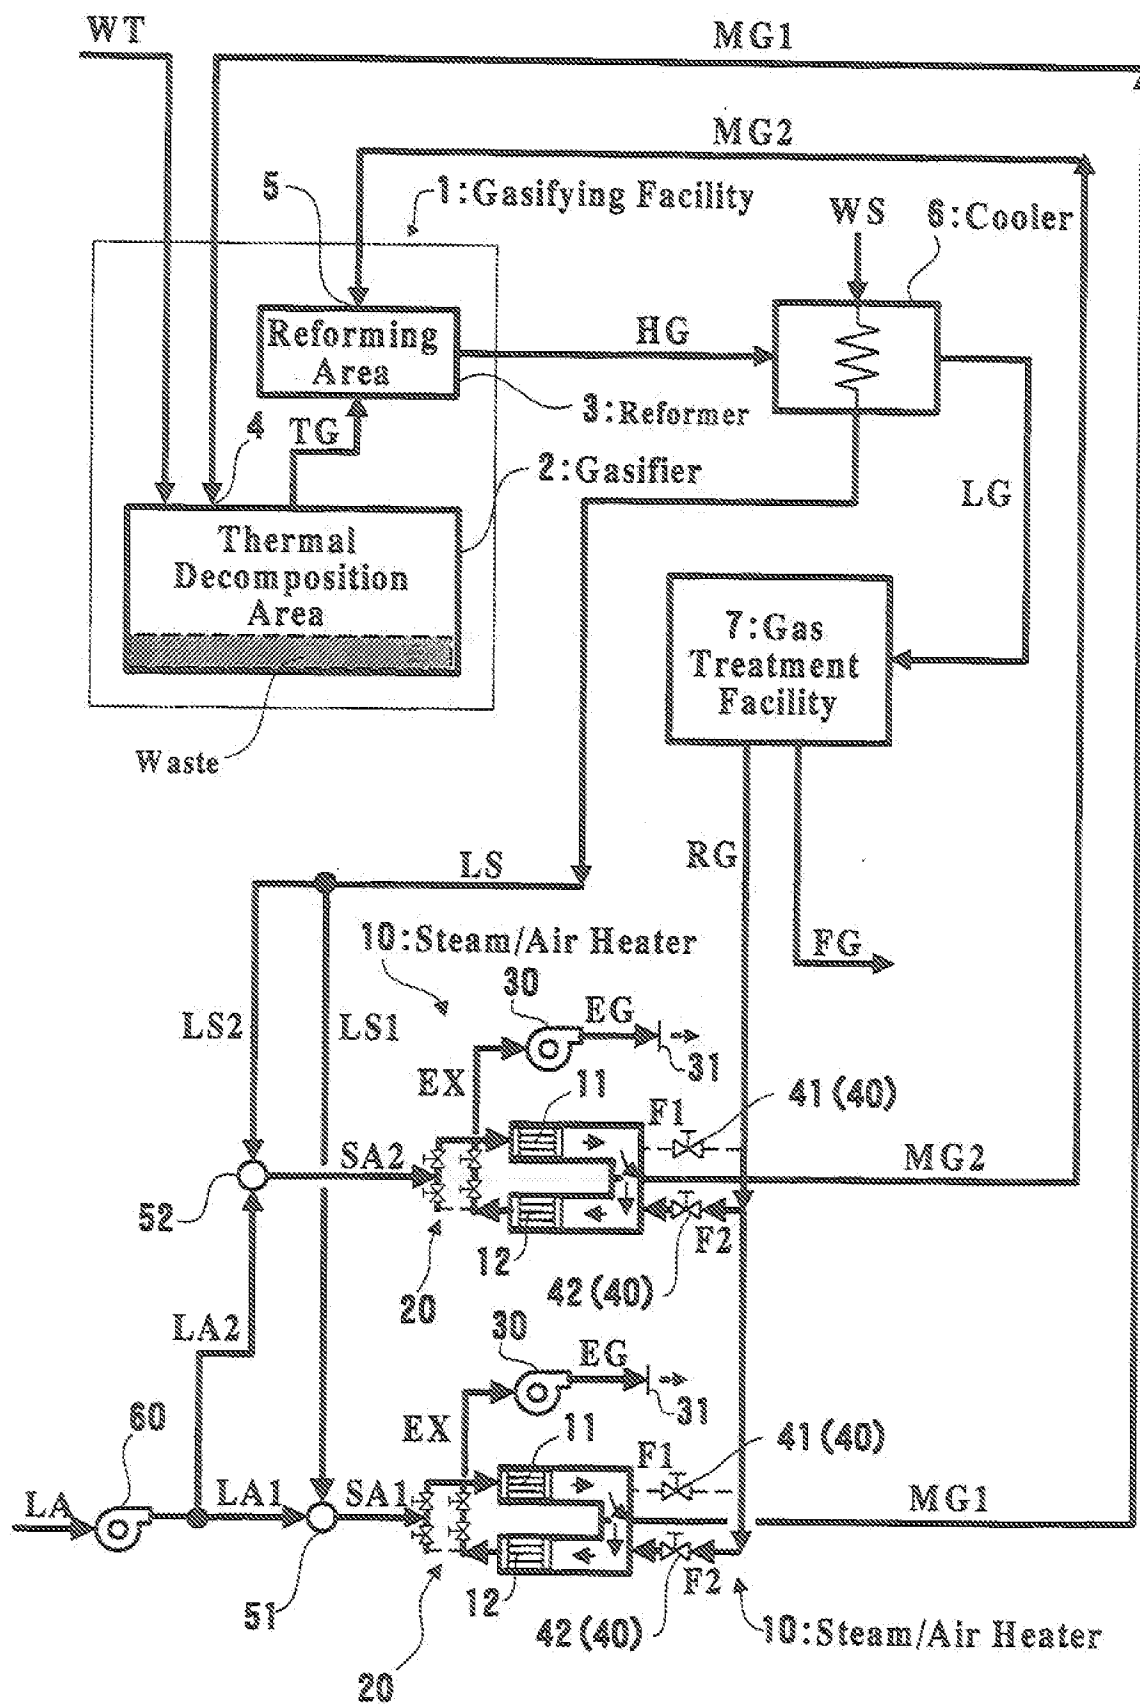 WT
MG1
MG2
5
1:Gasifying Facility
WS
6:Cooler
Reforming
Area
HG
3:Reformer
4
TG
2:Gasifier
LG
Thermal
Decomposition
Area
7:Gas
Treatment
Facility
Waste
LS
RG
FG
10:Steam/Air Heater
30
EG
LS2
LS1
EX
11
31
41(40)
F1
SA2
MG2
52
12
F2
20
42(40)
LA2
30
EG
60
EX
11
31
41(40)
F1
LA
LA1
SA1
MG1
51
12
F2
42(40)
10:Steam/Air Heater
20